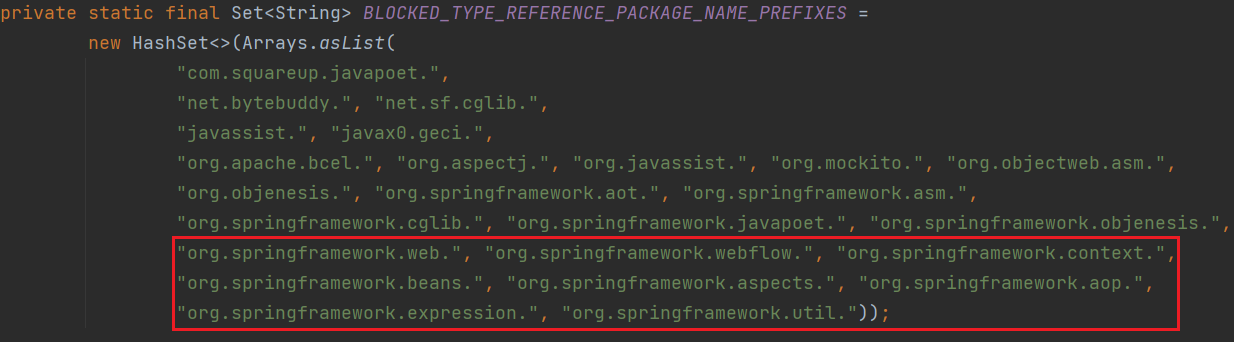 private static final Set<String> BLOCKED_TYPE_REFERENCE_PACKAGE_NAME_PREFIXES =
new HashSet<>(Arrays.asList(
"com.squareup.javapoet.",
"net.bytebuddy.", "net.sf.cglib.",
"javassist.", "javax0.geci.",
"org.apache.bcel.", "org.aspectj.", "org.javassist.", "org.mockito.", "org.objectweb.asm.",
"org.objenesis.", "org.springframework.aot.", "org.springframework.asm.",
"org.springframework.cglib.", "org.springframework.javapoet.", "org.springframework.objenesis.",
"org.springframework.web.", "org.springframework.webflow.", "org.springframework.context.",
"org.springframework.beans.", "org.springframework.aspects.", "org.springframework.aop.",
"org.springframework.expression.", "org.springframework.util."));